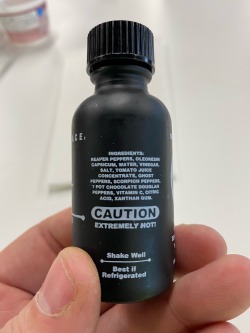 ACE.
INGREDIENTS:
REAPER PEPPERS, OLEORESIN
CAPSICUM, WATER, VINEGAR,
SALT, TOMATO JUICE
CONCENTRATE, GHOST
PEPPERS, SCORPION PEPPERS,
7 POT CHOCOLATE DOUGLAH
PEPPERS, VITAMIN C, CITRIC
ACID, XANTHAN GUM.
CAUTION
EXTREMELY HOT!
Shake Well
Best if
Refrigerated